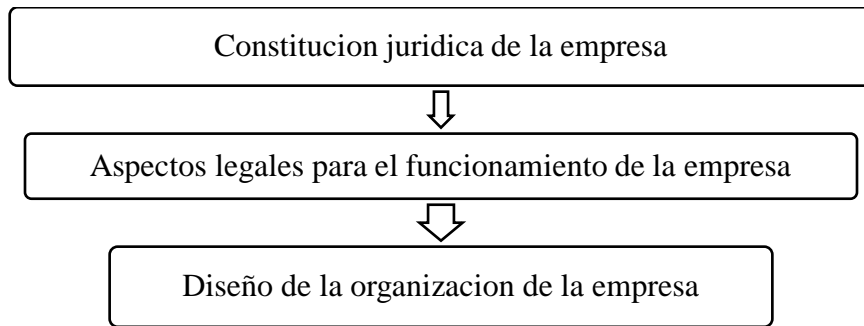 Constitucion juridica de la empresa
Aspectos legales para el funcionamiento de la empresa
Diseño de la organizacion de la empresa